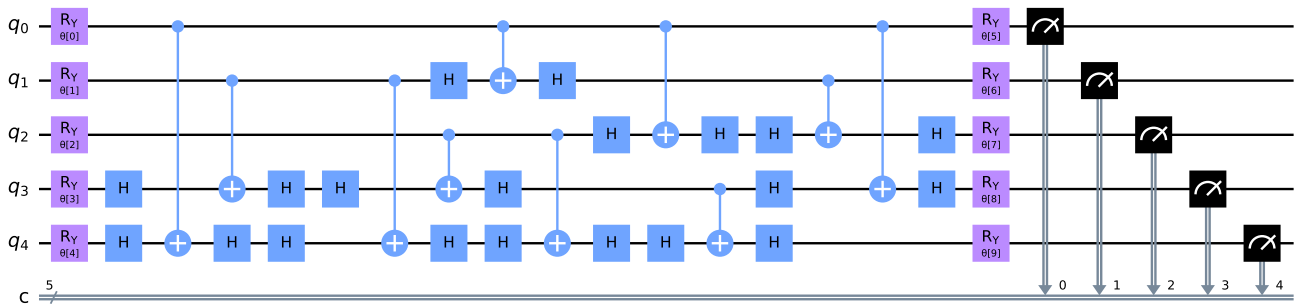 q0 RY θ[0] RY θ[5]
q1 RY θ[1] H H RY θ[6]
q2 RY θ[2] H H H H RY θ[7]
q3 RY θ[3] H H H H H H RY θ[8]
q4 RY θ[4] H H H H H H H H RY θ[9]
c 5 0 1 2 3 4